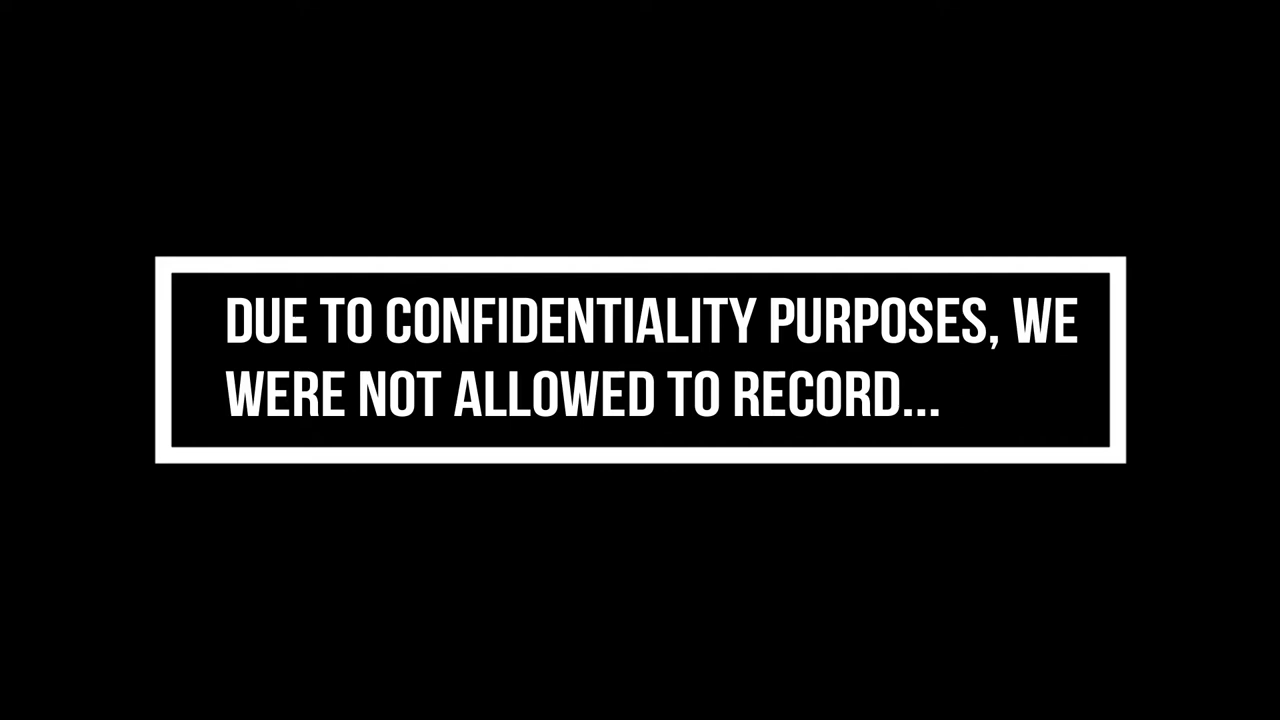 DUE TO CONFIDENTIALITY PURPOSES, WE
WERE NOT ALLOWED TO RECORD...